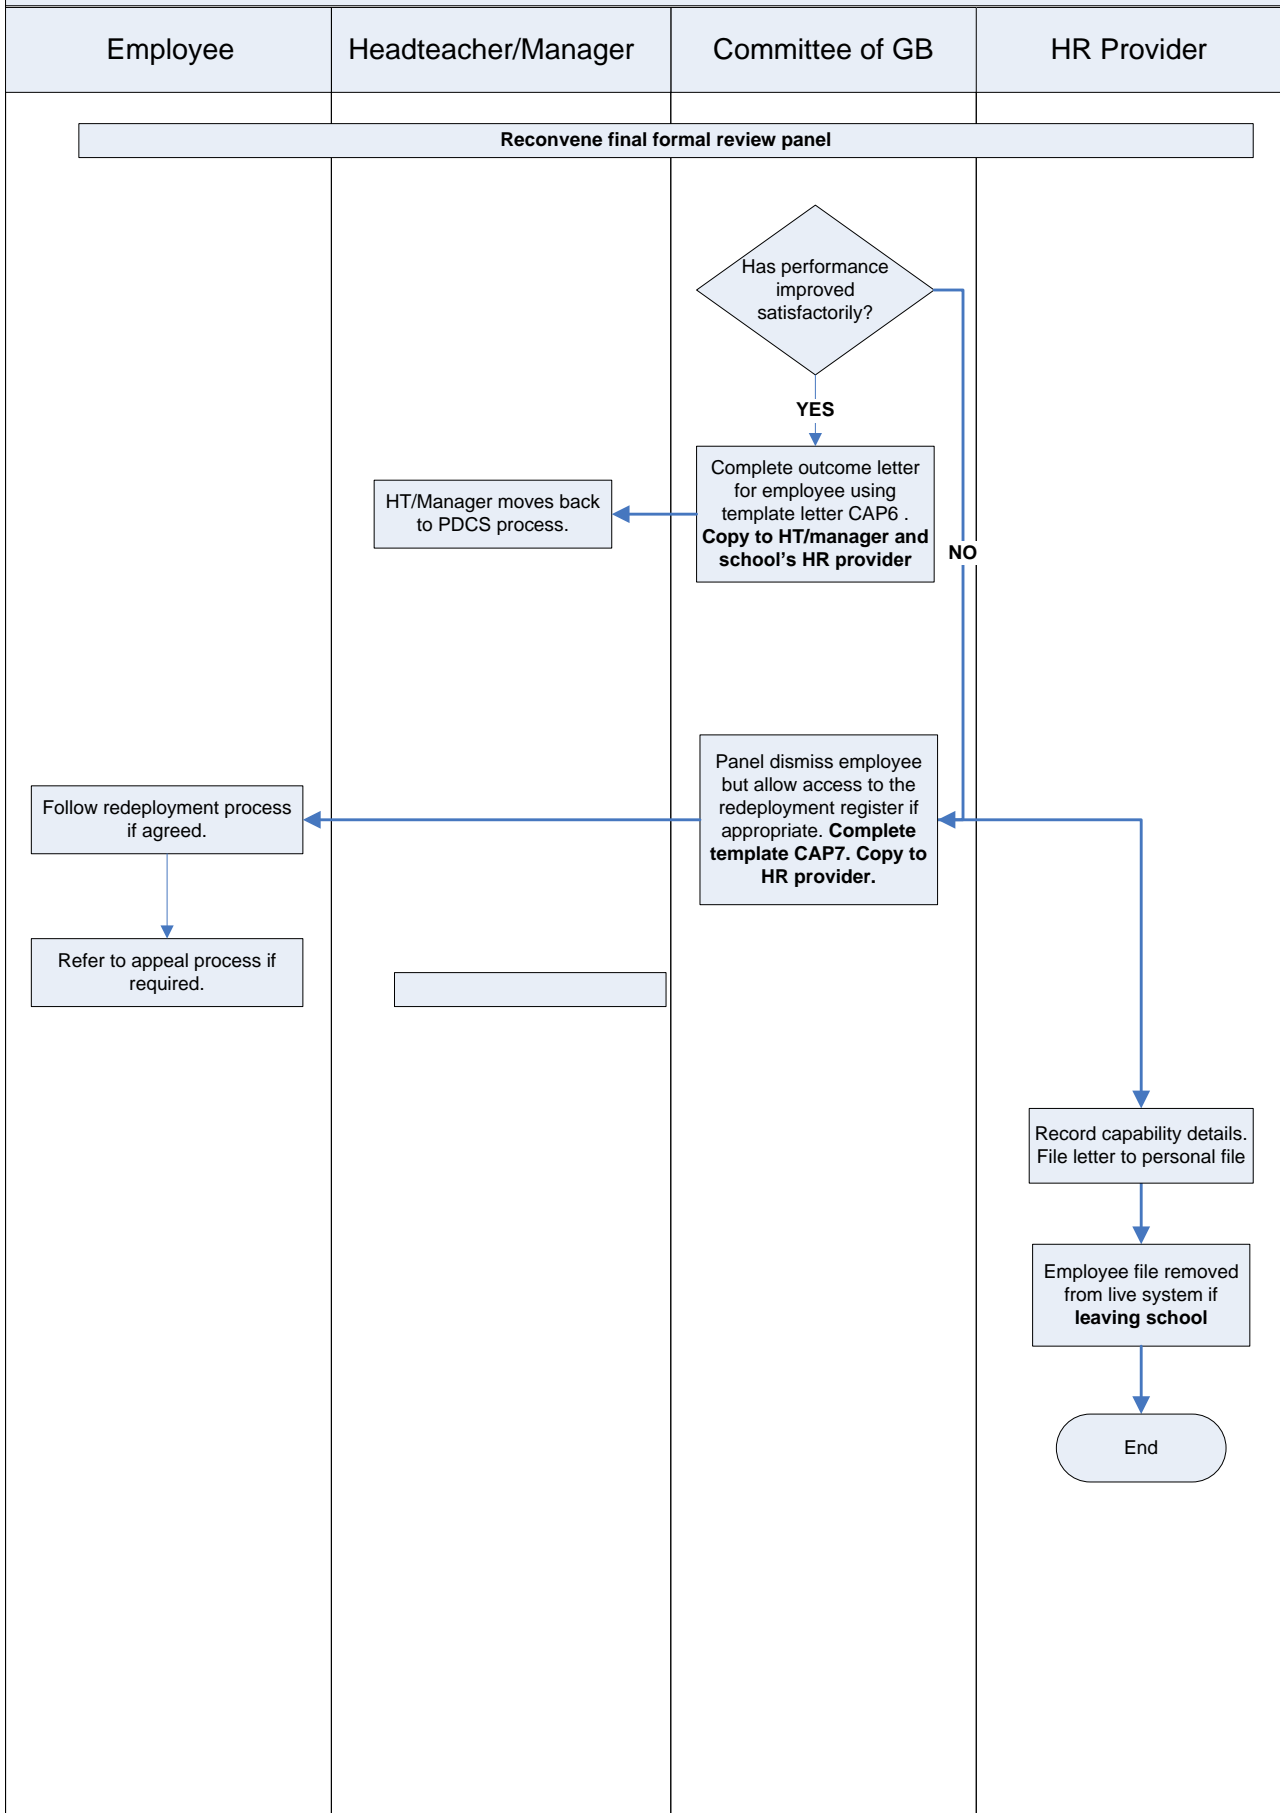 Employee
Headteacher/Manager
Committee of GB
HR Provider
Reconvene final formal review panel
Has performance
improved
satisfactorily?
YES
Complete outcome letter
for employee using
template letter CAP6 .
Copy to HT/manager and
school's HR provider
HT/Manager moves back
to PDCS process.
NO
Panel dismiss employee
but allow access to the
redeployment register if
appropriate. Complete
template CAP7. Copy to
HR provider.
Follow redeployment process
if agreed.
Refer to appeal process if
required.
Record capability details.
File letter to personal file
Employee file removed
from live system if
leaving school
End